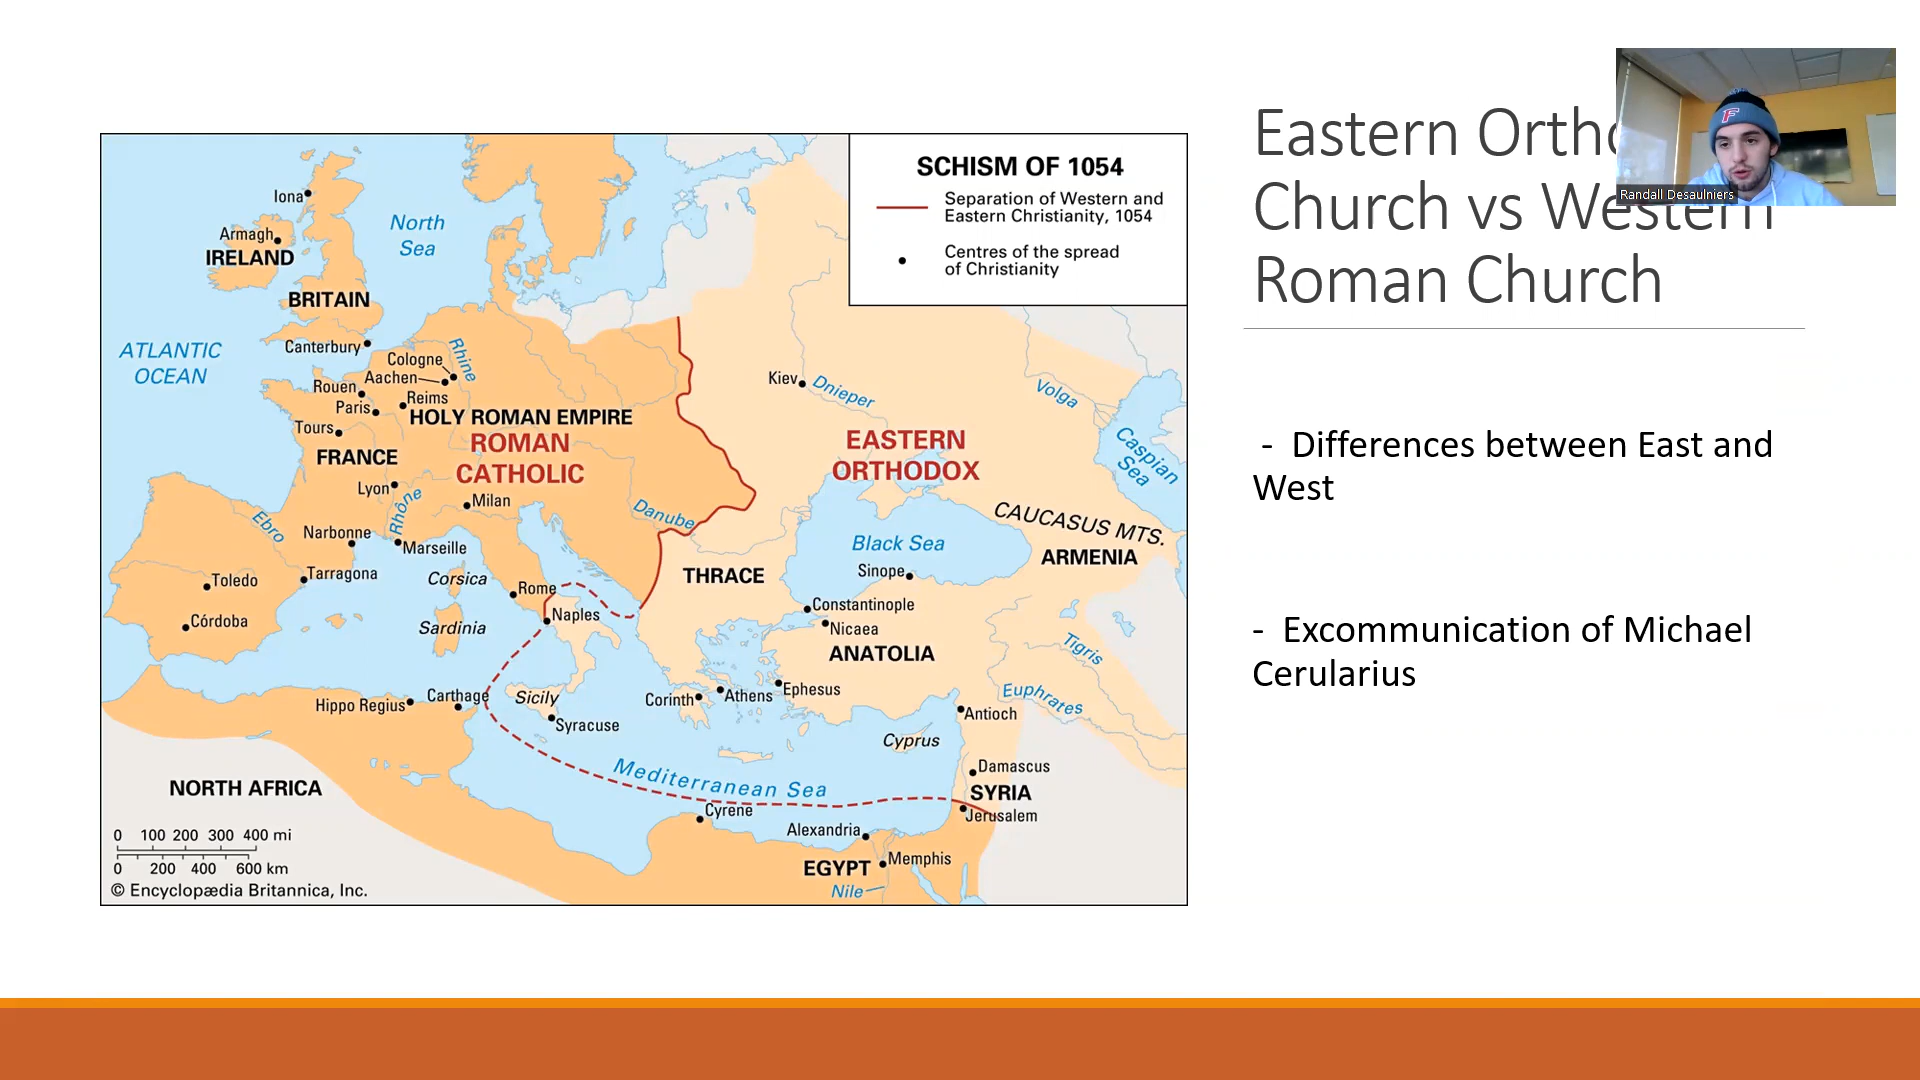 SCHISM OF 1054
Separation of Western and
Eastern Christianity, 1054
Centres of the spread
of Christianity
Iona
Armagh
IRELAND
North
Sea
BRITAIN
Canterbury
ATLANTIC
OCEAN
Cologne
Rhine
Aachen
Rouen
Reims
Paris
HOLY ROMAN EMPIRE
Tours
ROMAN
CATHOLIC
FRANCE
Lyon
Rhône
Milan
Danube
Ebro
Narbonne
Marseille
Toledo
Tarragona
Corsica
Rome
Córdoba
Sardinia
Naples
Kiev
Dnieper
Volga
EASTERN
ORTHODOX
Caspian
Sea
CAUCASUS MTS.
Black Sea
ARMENIA
THRACE
Sinope
Constantinople
Nicaea
ANATOLIA
Tigris
Hippo Regius
Carthage
Sicily
Syracuse
Corinth
Athens
Ephesus
Euphrates
Antioch
Cyprus
Mediterranean Sea
Damascus
SYRIA
Jerusalem
Cyrene
NORTH AFRICA
Alexandria
EGYPT
Memphis
Nile
0 100 200 300 400 mi
0 200 400 600 km
© Encyclopædia Britannica, Inc.
Eastern Ortho
Church vs Western
Roman Church
F
Randall Desaulniers
- Differences between East and
West
- Excommunication of Michael
Cerularius